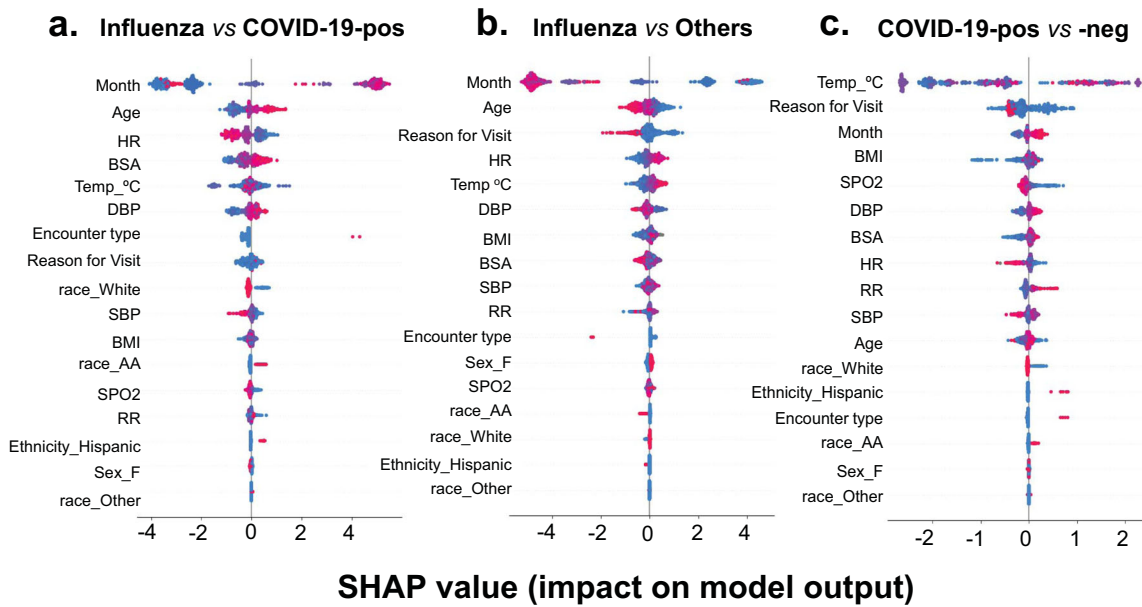 a. Influenza vs COVID-19-pos
Month
Age
HR
BSA
Temp_ºC
DBP
Encounter type
Reason for Visit
race_White
SBP
BMI
race_AA
SPO2
RR
Ethnicity_Hispanic
Sex_F
race_Other
-4 -2 0 2 4
b. Influenza vs Others
Month
Age
Reason for Visit
HR
Temp ºC
DBP
BMI
BSA
SBP
RR
Encounter type
Sex_F
SPO2
race_AA
race_White
Ethnicity_Hispanic
race_Other
-4 -2 0 2 4
c. COVID-19-pos vs -neg
Temp_ºC
Reason for Visit
Month
BMI
SPO2
DBP
BSA
HR
RR
SBP
Age
race_White
Ethnicity_Hispanic
Encounter type
race_AA
Sex_F
race_Other
-2 -1 0 1 2
SHAP value (impact on model output)